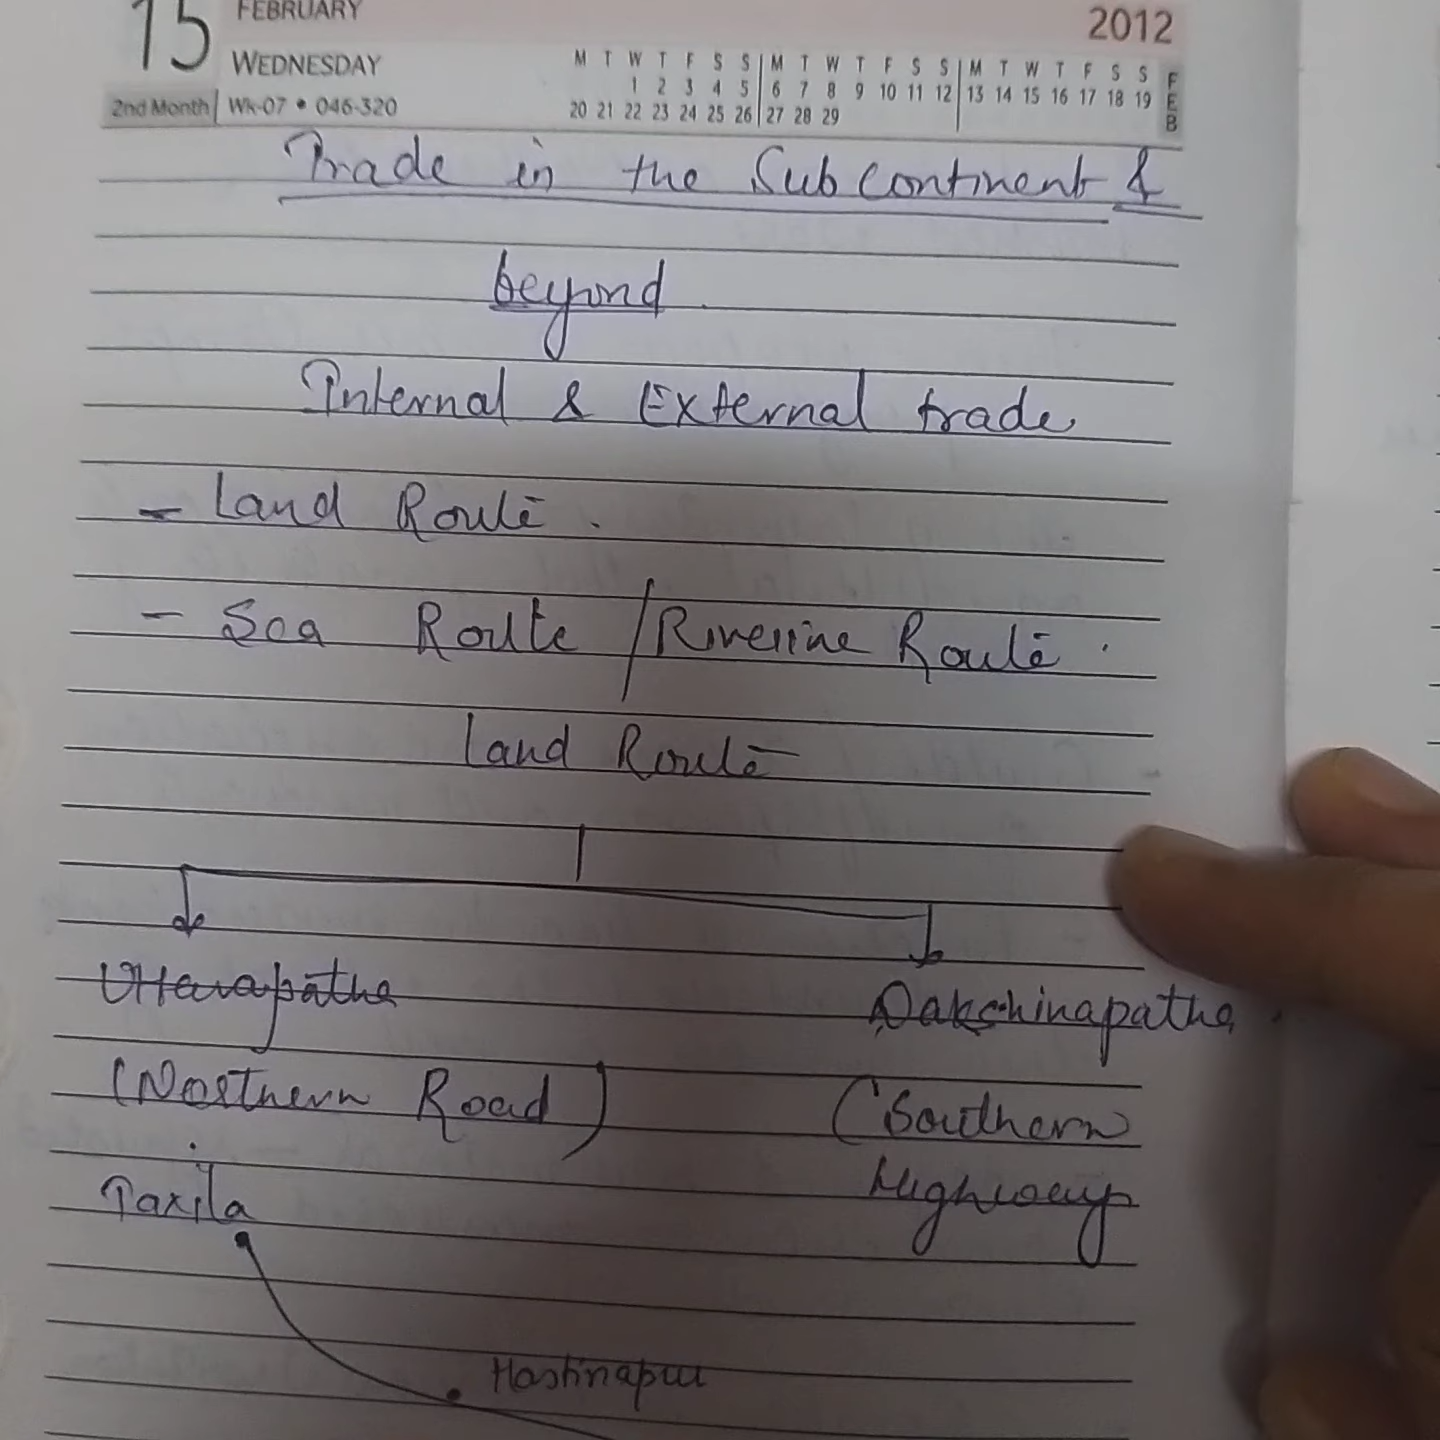 15 FEBRUARY 2012
WEDNESDAY
2nd Month Wk-07 • 046-320
M T W T F S S M T W T F S S M T W T F S S
1 2 3 4 5 6 7 8 9 10 11 12 13 14 15 16 17 18 19
20 21 22 23 24 25 26 27 28 29
FEB
Trade in the Subcontinent &
beyond.
Internal & External trade
- Land Route.
- Sea Route / Riverine Route.
Land Route
Uttarapatha Dakshinapatha.
(Northern Road) (Southern
Highway
Taxila
Hastinapur